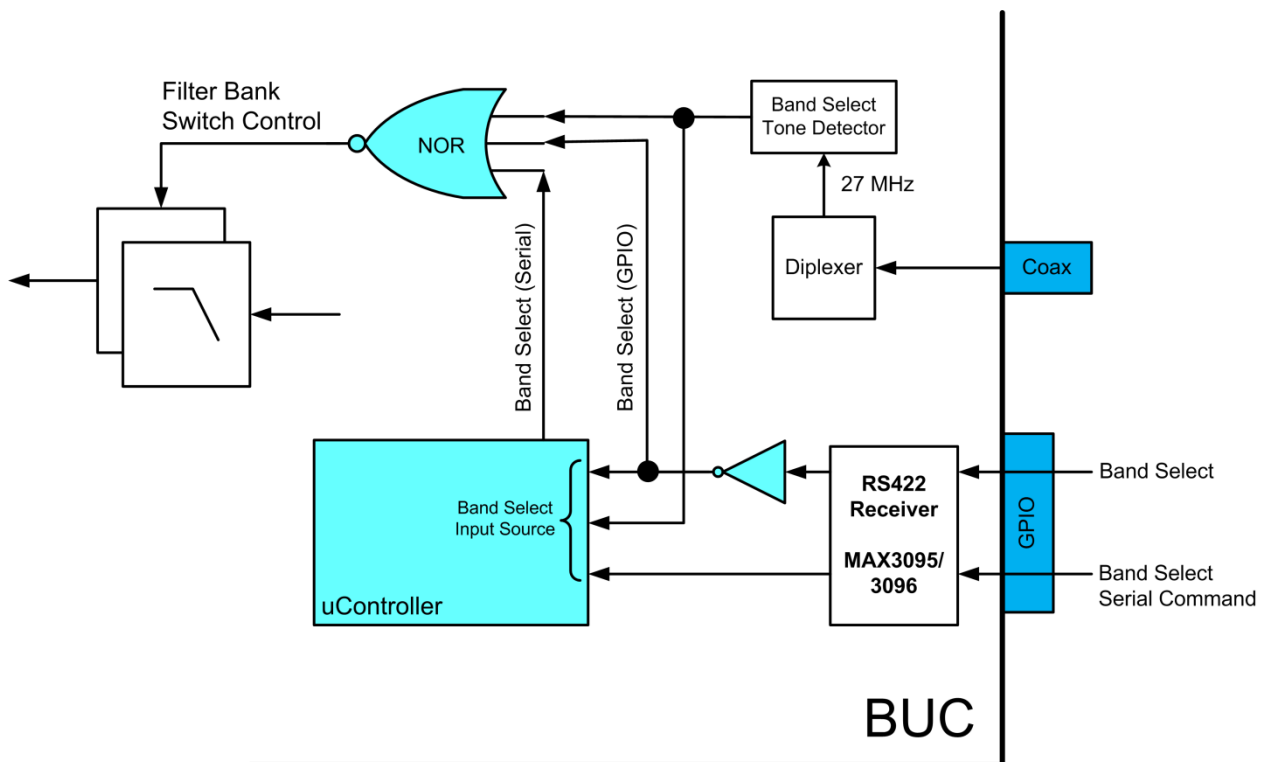 Filter Bank
Switch Control
NOR
Band Select
Tone Detector
27 MHz
Diplexer
Coax
Band Select (Serial)
Band Select (GPIO)
Band Select
Input Source
uController
RS422
Receiver
MAX3095/
3096
GPIO
Band Select
Band Select
Serial Command
BUC